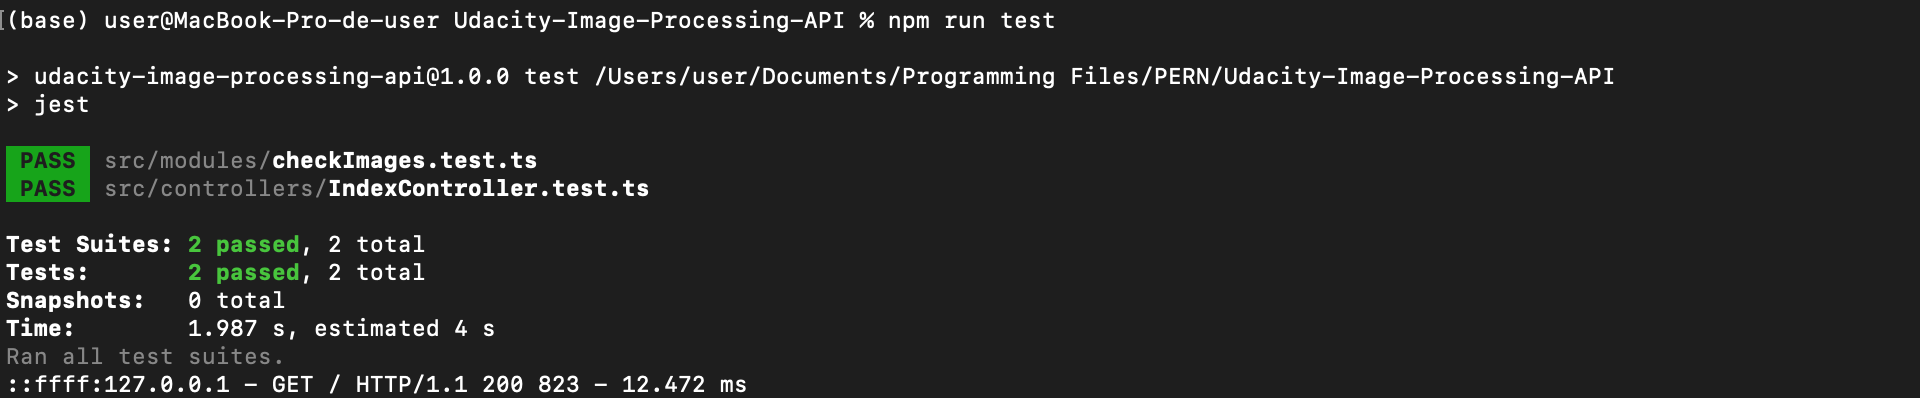 (base) user@MacBook-Pro-de-user Udacity-Image-Processing-API % npm run test
> udacity-image-processing-api@1.0.0 test /Users/user/Documents/Programming Files/PERN/Udacity-Image-Processing-API
> jest
PASS src/modules/checkImages.test.ts
PASS src/controllers/IndexController.test.ts
Test Suites: 2 passed, 2 total
Tests: 2 passed, 2 total
Snapshots: 0 total
Time: 1.987 s, estimated 4 s
Ran all test suites.
::ffff:127.0.0.1 – GET / HTTP/1.1 200 823 – 12.472 ms